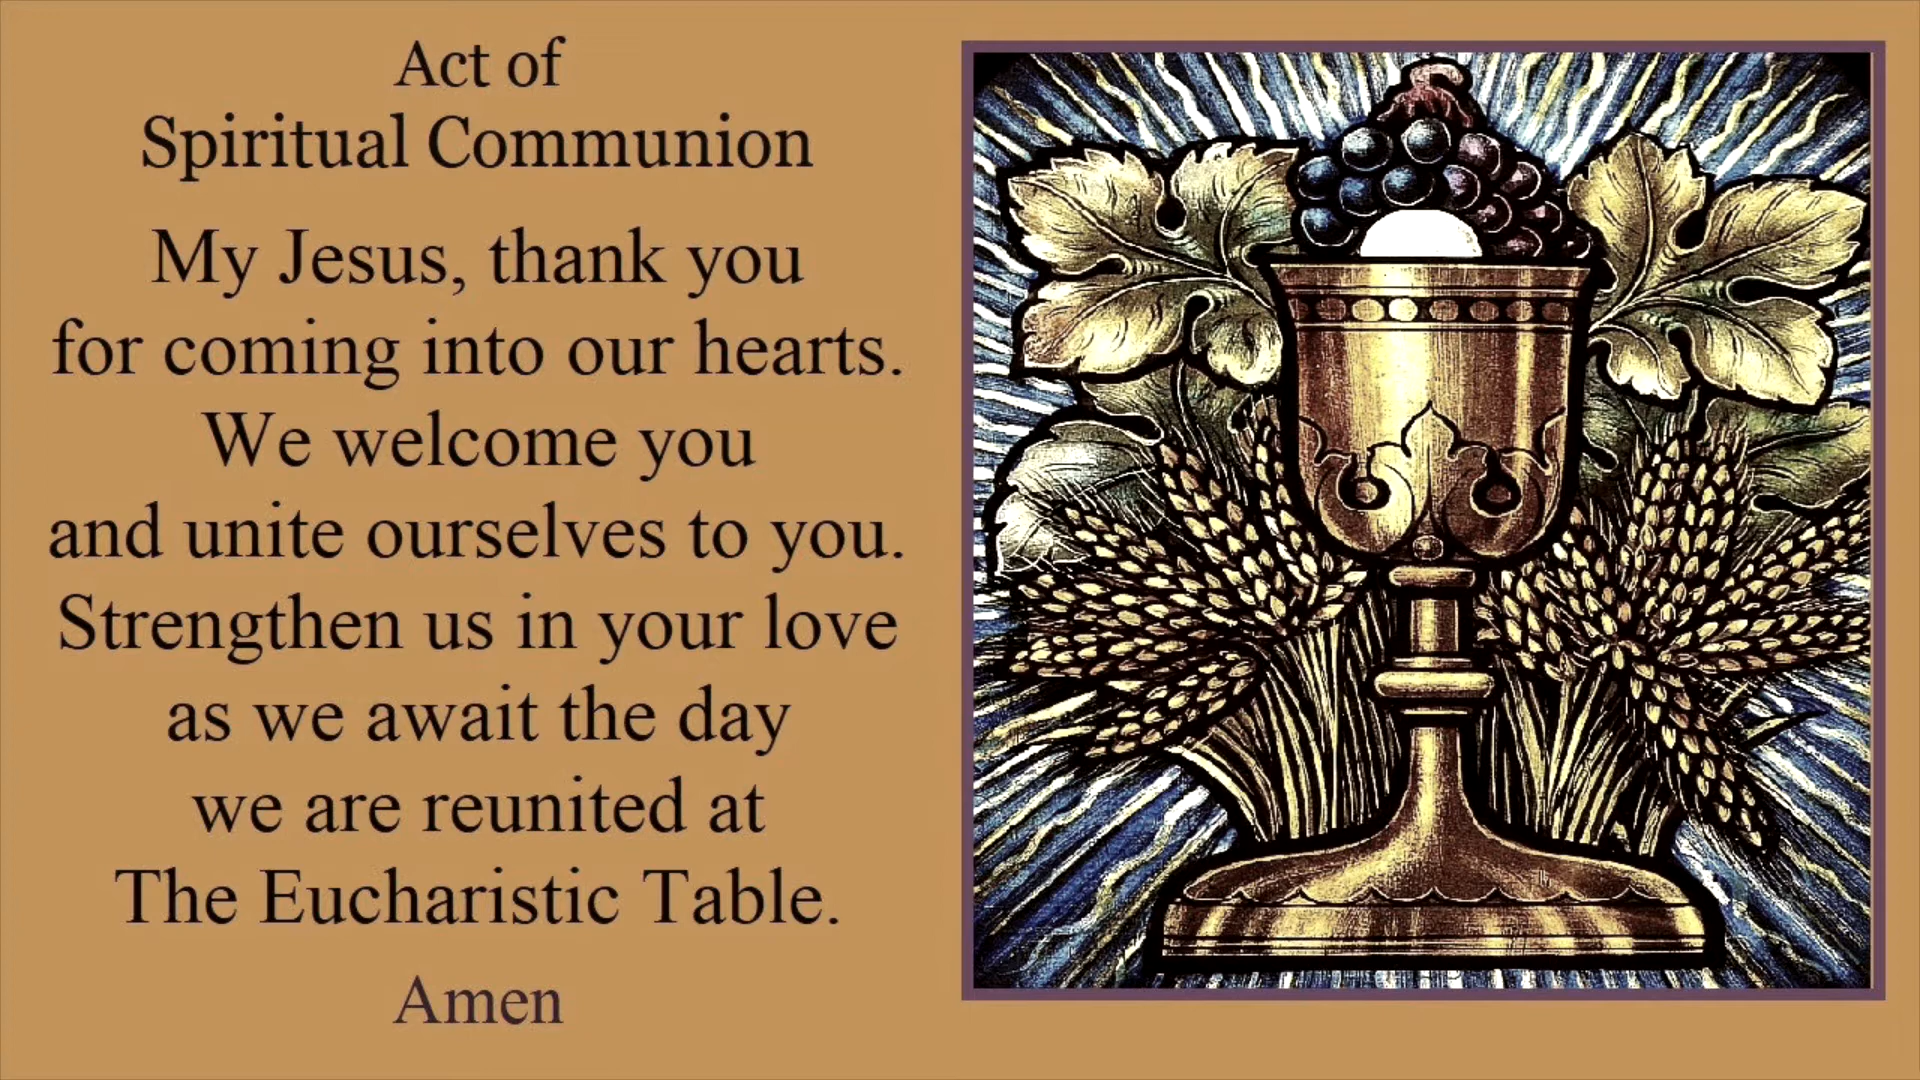 Act of
Spiritual Communion
My Jesus, thank you
for coming into our hearts.
We welcome you
and unite ourselves to you.
Strengthen us in your love
as we await the day
we are reunited at
The Eucharistic Table.
Amen